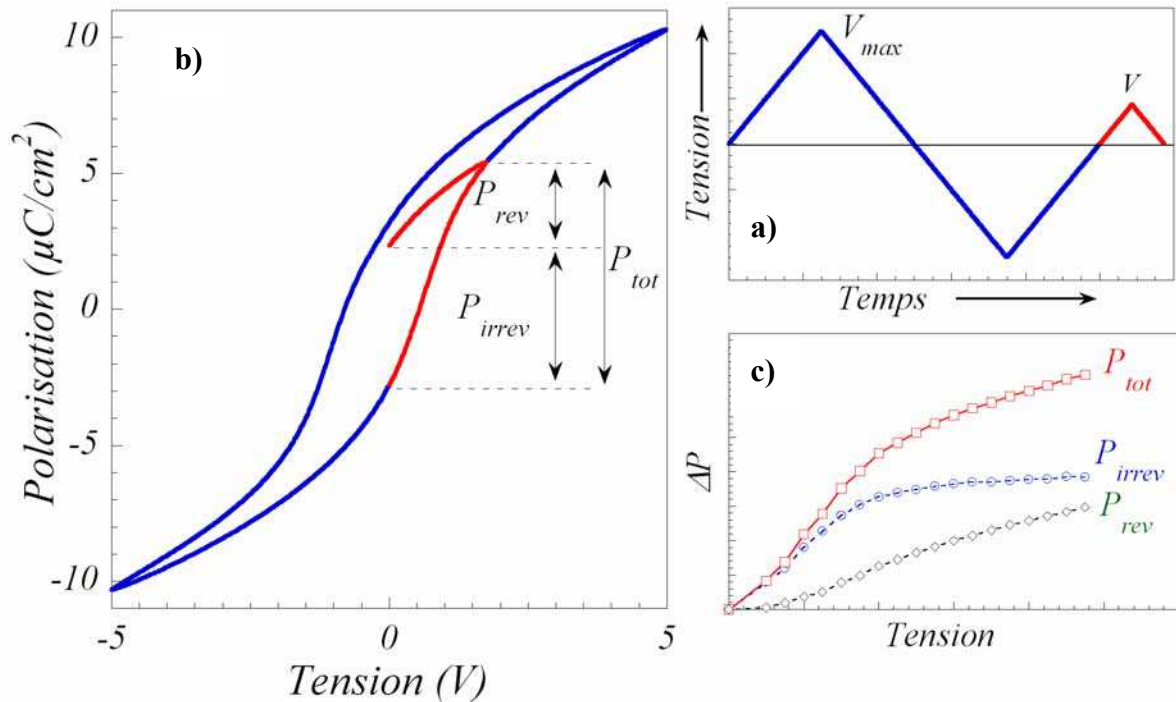 b)
Polarisation (µC/cm²)
10
5
0
-5
-10
P_rev
P_irrev
P_tot
-5
0
5
Tension (V)
V_max
V
Tension
a)
Temps
c)
ΔP
P_tot
P_irrev
P_rev
Tension